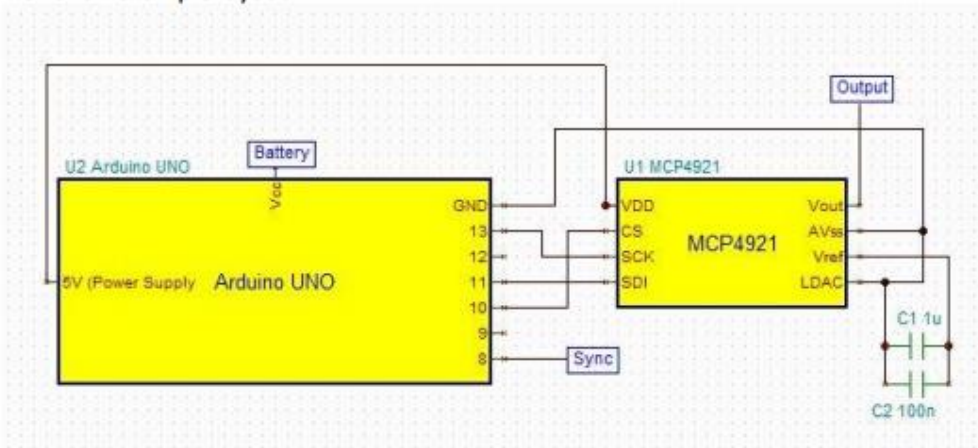 Output
Battery
U2 Arduino UNO
U1 MCP4921
Vcc
GND
VDD
Vout
13
CS
AVss
12
SCK
Vref
MCP4921
5V (Power Supply
Arduino UNO
11
SDI
LDAC
10
9
8
Sync
C1 1u
C2 100n